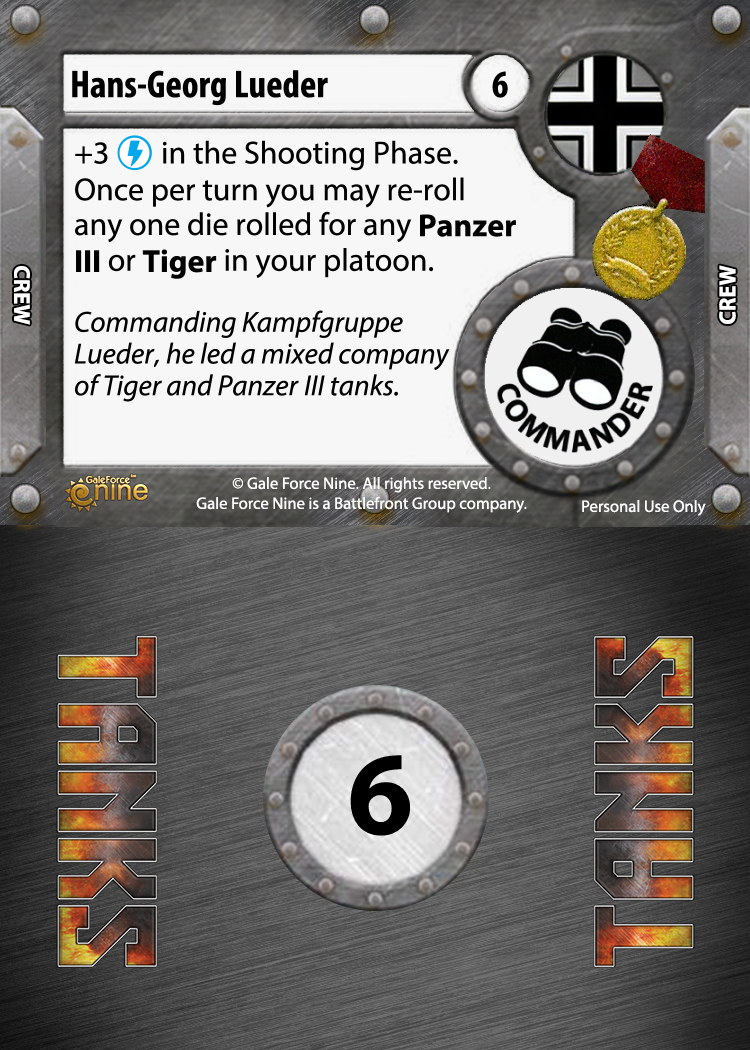 Hans-Georg Lueder
6
+3 in the Shooting Phase.
Once per turn you may re-roll
any one die rolled for any Panzer
III or Tiger in your platoon.
Commanding Kampfgruppe
Lueder, he led a mixed company
of Tiger and Panzer III tanks.
CREW
CREW
COMMANDER
GaleForce™
nine
© Gale Force Nine. All rights reserved.
Gale Force Nine is a Battlefront Group company.
Personal Use Only
TANKS
6
TANKS